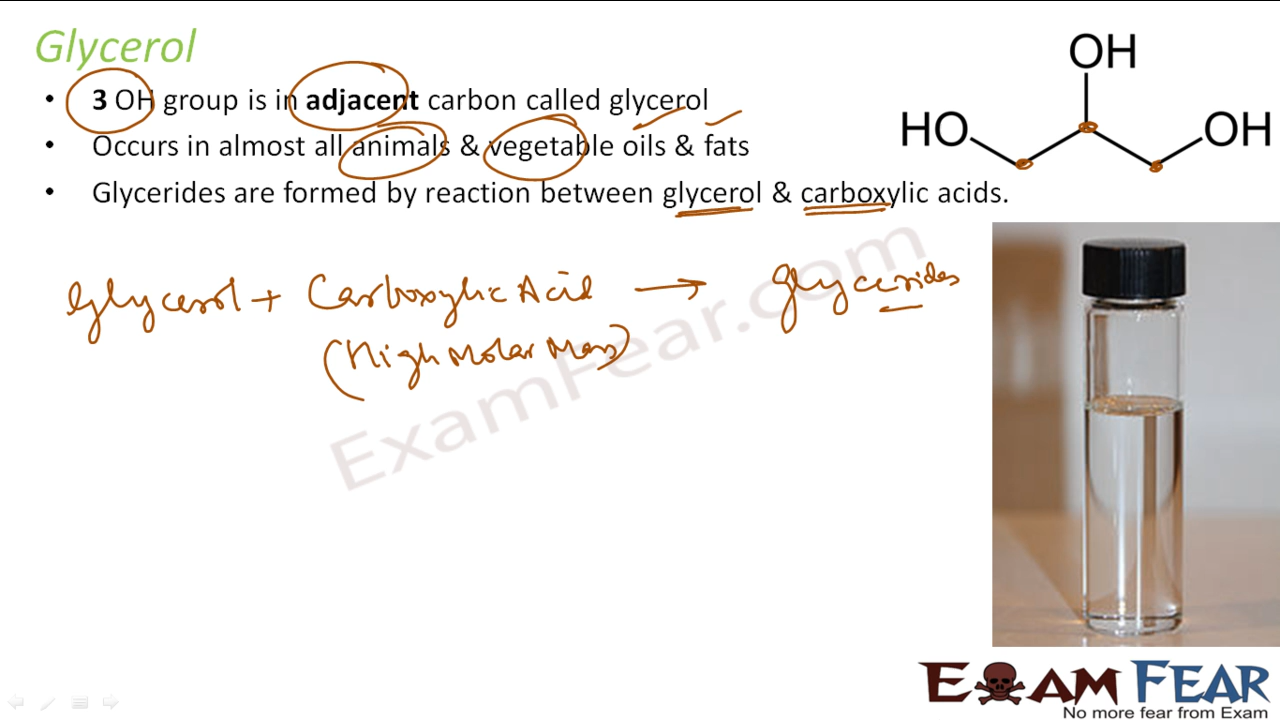 Glycerol
• 3 OH group is in adjacent carbon called glycerol
• Occurs in almost all animals & vegetable oils & fats
• Glycerides are formed by reaction between glycerol & carboxylic acids.
OH
HO
OH
Glycerol + Carboxylic Acid → Glycerides
(High Molar Mass)
ExamFear.com
EXAM FEAR
No more fear from Exam